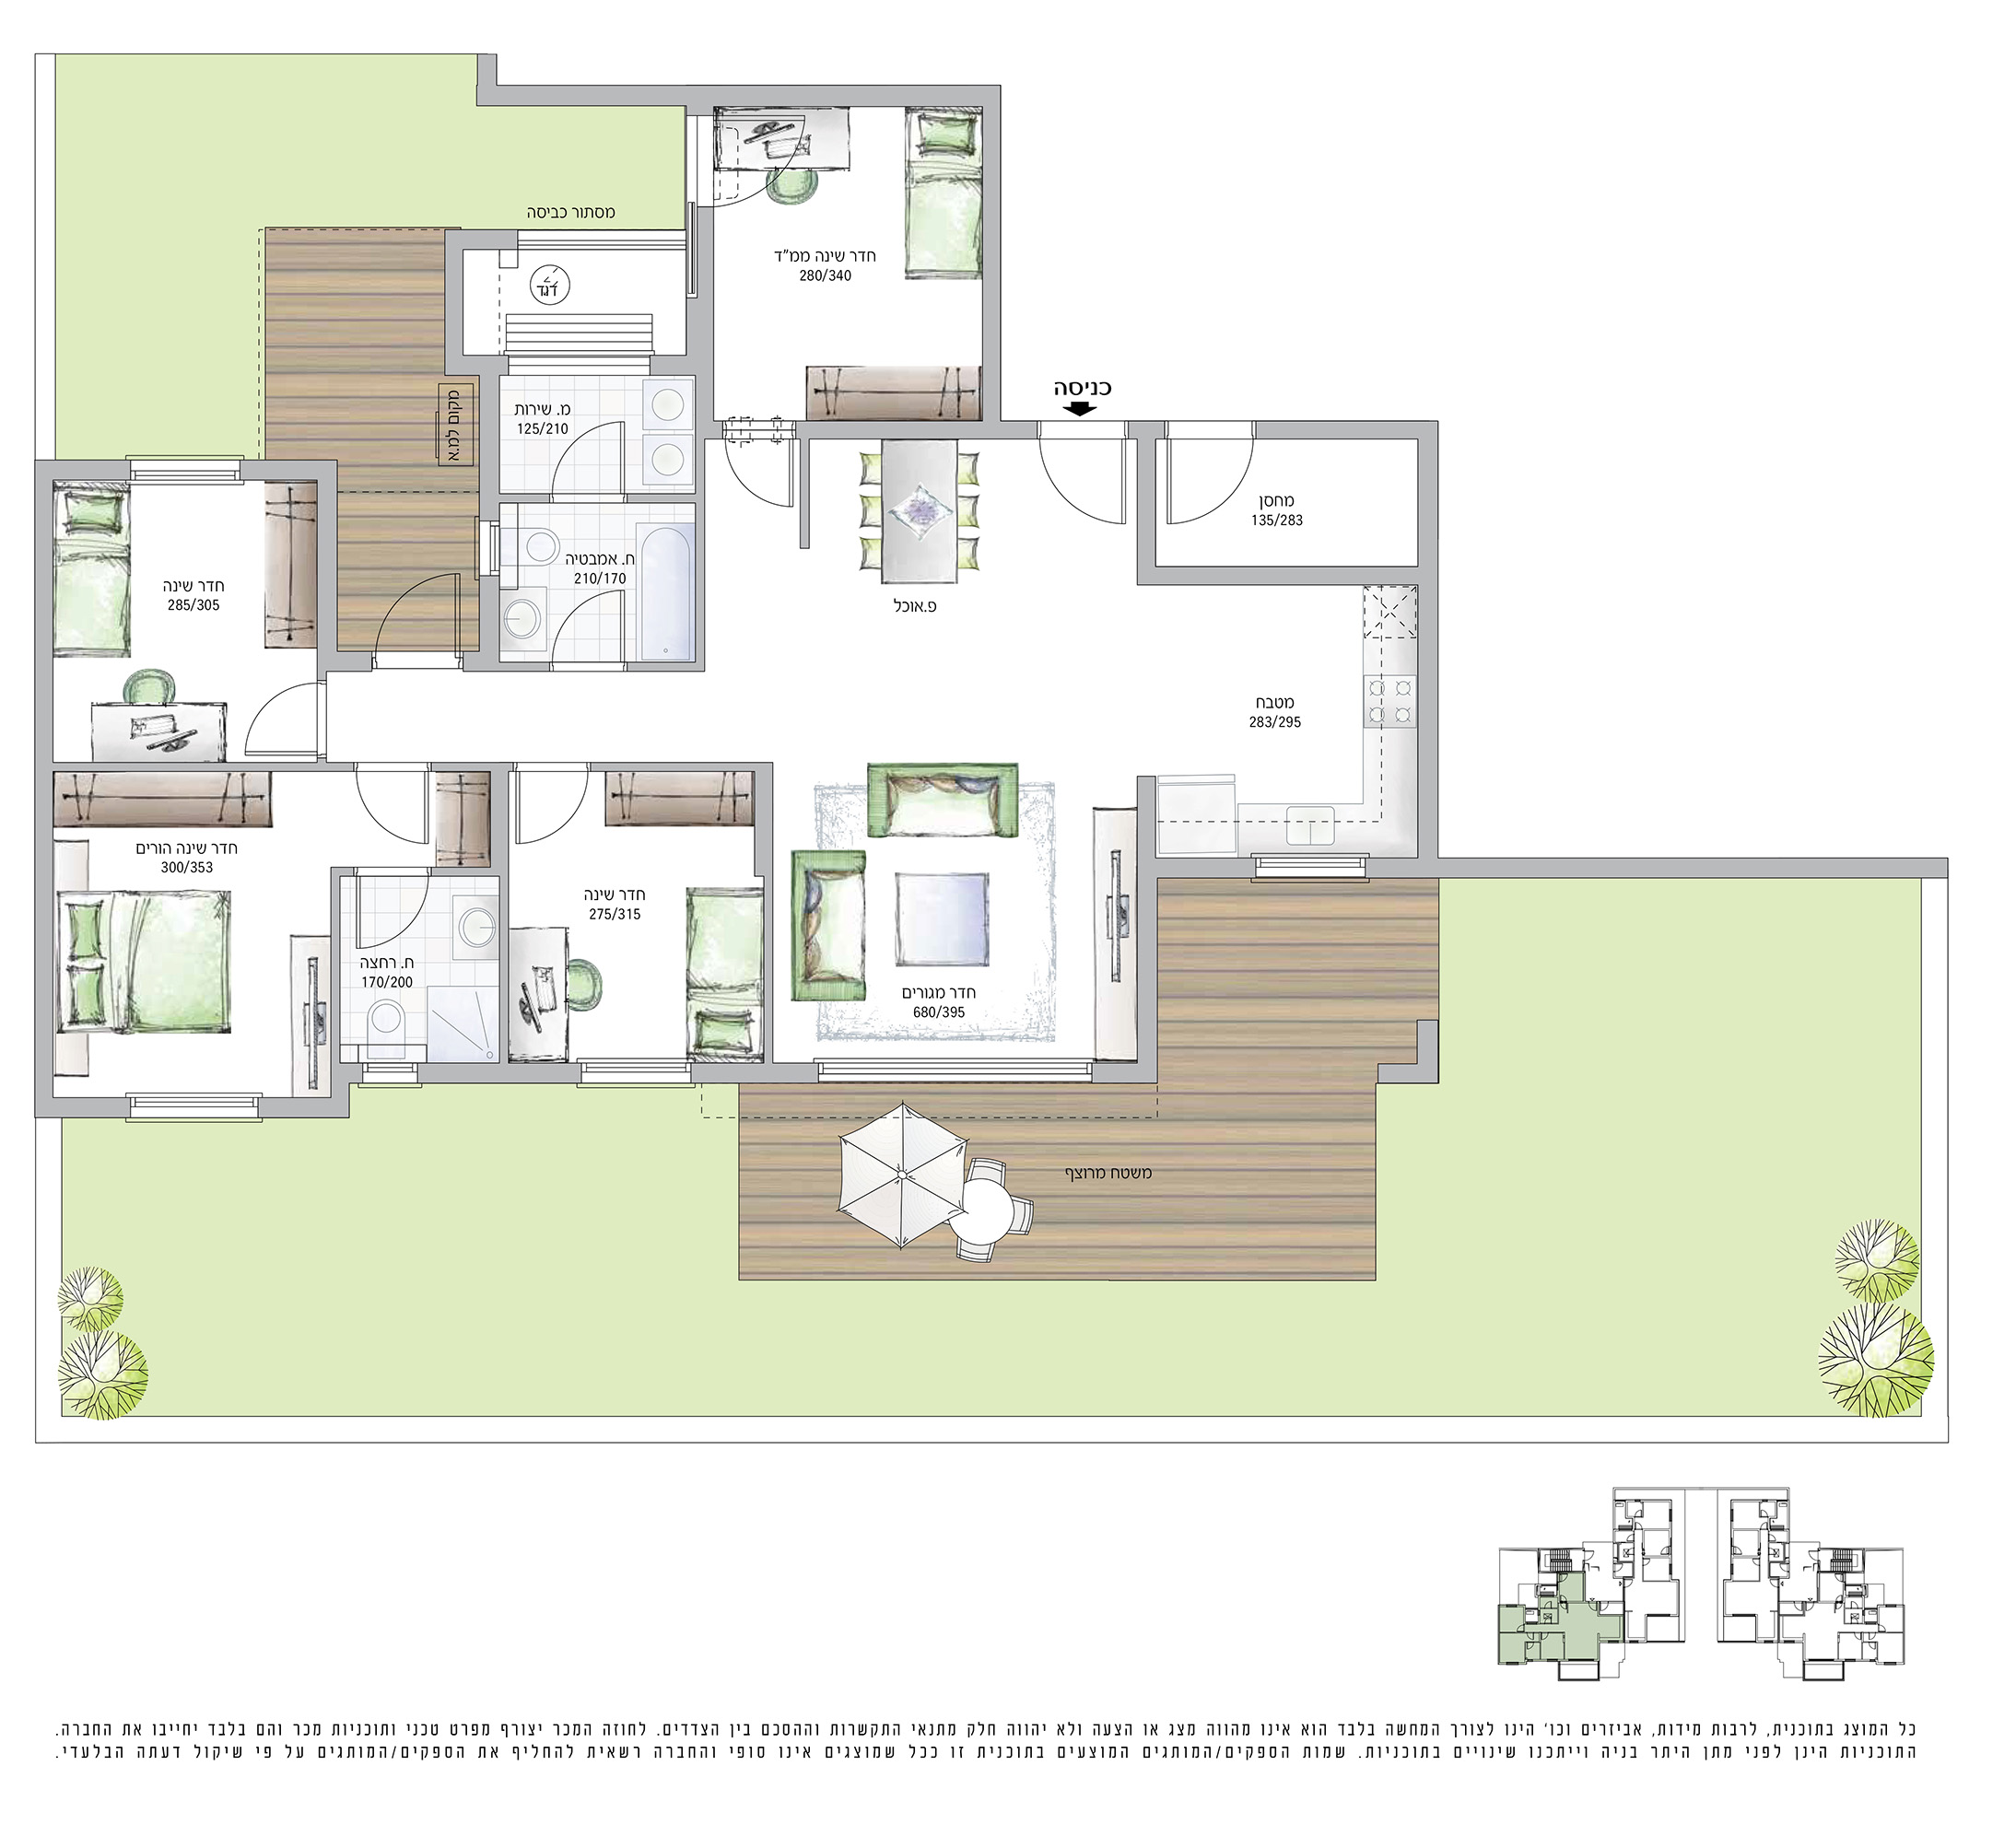 מסתור כביסה
חדר שינה ממ"ד
280/340
דוד
כניסה
מקום למ.א
מ. שירות
125/210
מחסן
135/283
ח. אמבטיה
210/170
חדר שינה
285/305
פ.אוכל
מטבח
283/295
חדר שינה הורים
300/353
חדר שינה
275/315
ח. רחצה
170/200
חדר מגורים
680/395
משטח מרוצף
כל המוצג בתוכנית, לרבות מידות, אביזרים וכו' הינו לצורך המחשה בלבד הוא אינו מהווה מצג או הצעה ולא יהווה חלק מתנאי התקשרות וההסכם בין הצדדים. לחוזה המכר יצורף מפרט טכני ותוכניות מכר והם בלבד יחייבו את החברה.
התוכניות הינן לפני מתן היתר בניה וייתכנו שינויים בתוכניות. שמות הספקים/המותגים המוצעים בתוכנית זו ככל שמוצגים אינו סופי והחברה רשאית להחליף את הספקים/המותגים על פי שיקול דעתה הבלעדי.